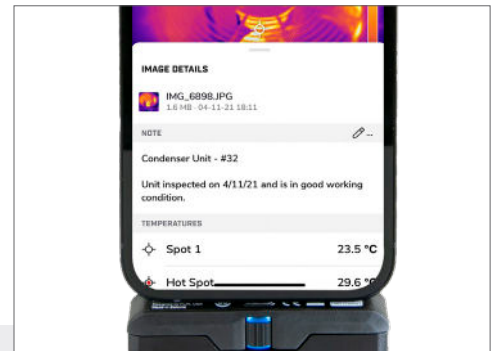 IMAGE DETAILS
IMG_6898.JPG
1.6 MB · 04-11-21 18:11
NOTE
Condenser Unit - #32
Unit inspected on 4/11/21 and is in good working
condition.
TEMPERATURES
Spot 1 23.5 °C
Hot Spot 29.6 °C